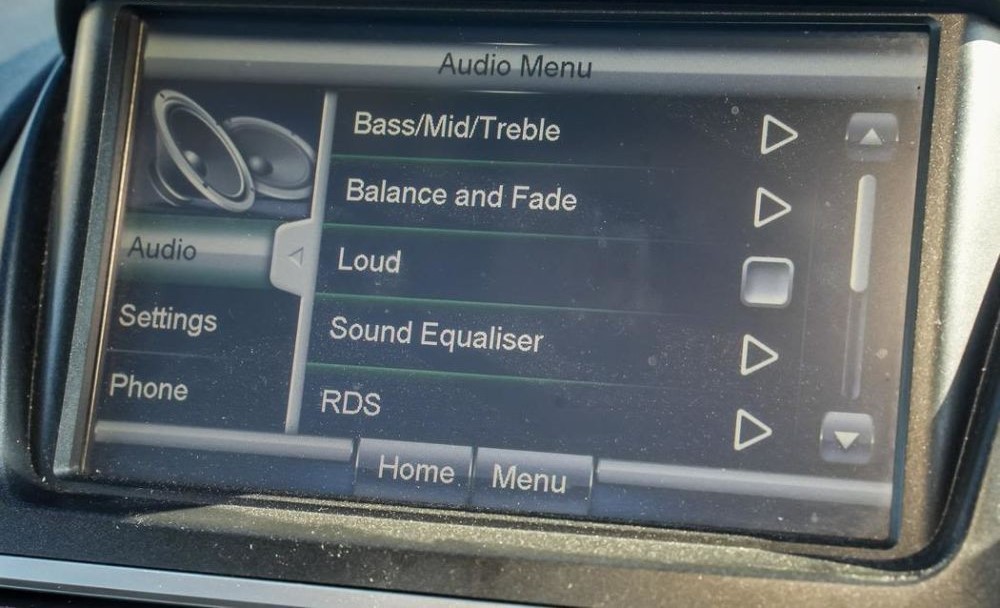 Audio Menu
Bass/Mid/Treble
Balance and Fade
Audio
Loud
Settings
Sound Equaliser
Phone
RDS
Home
Menu